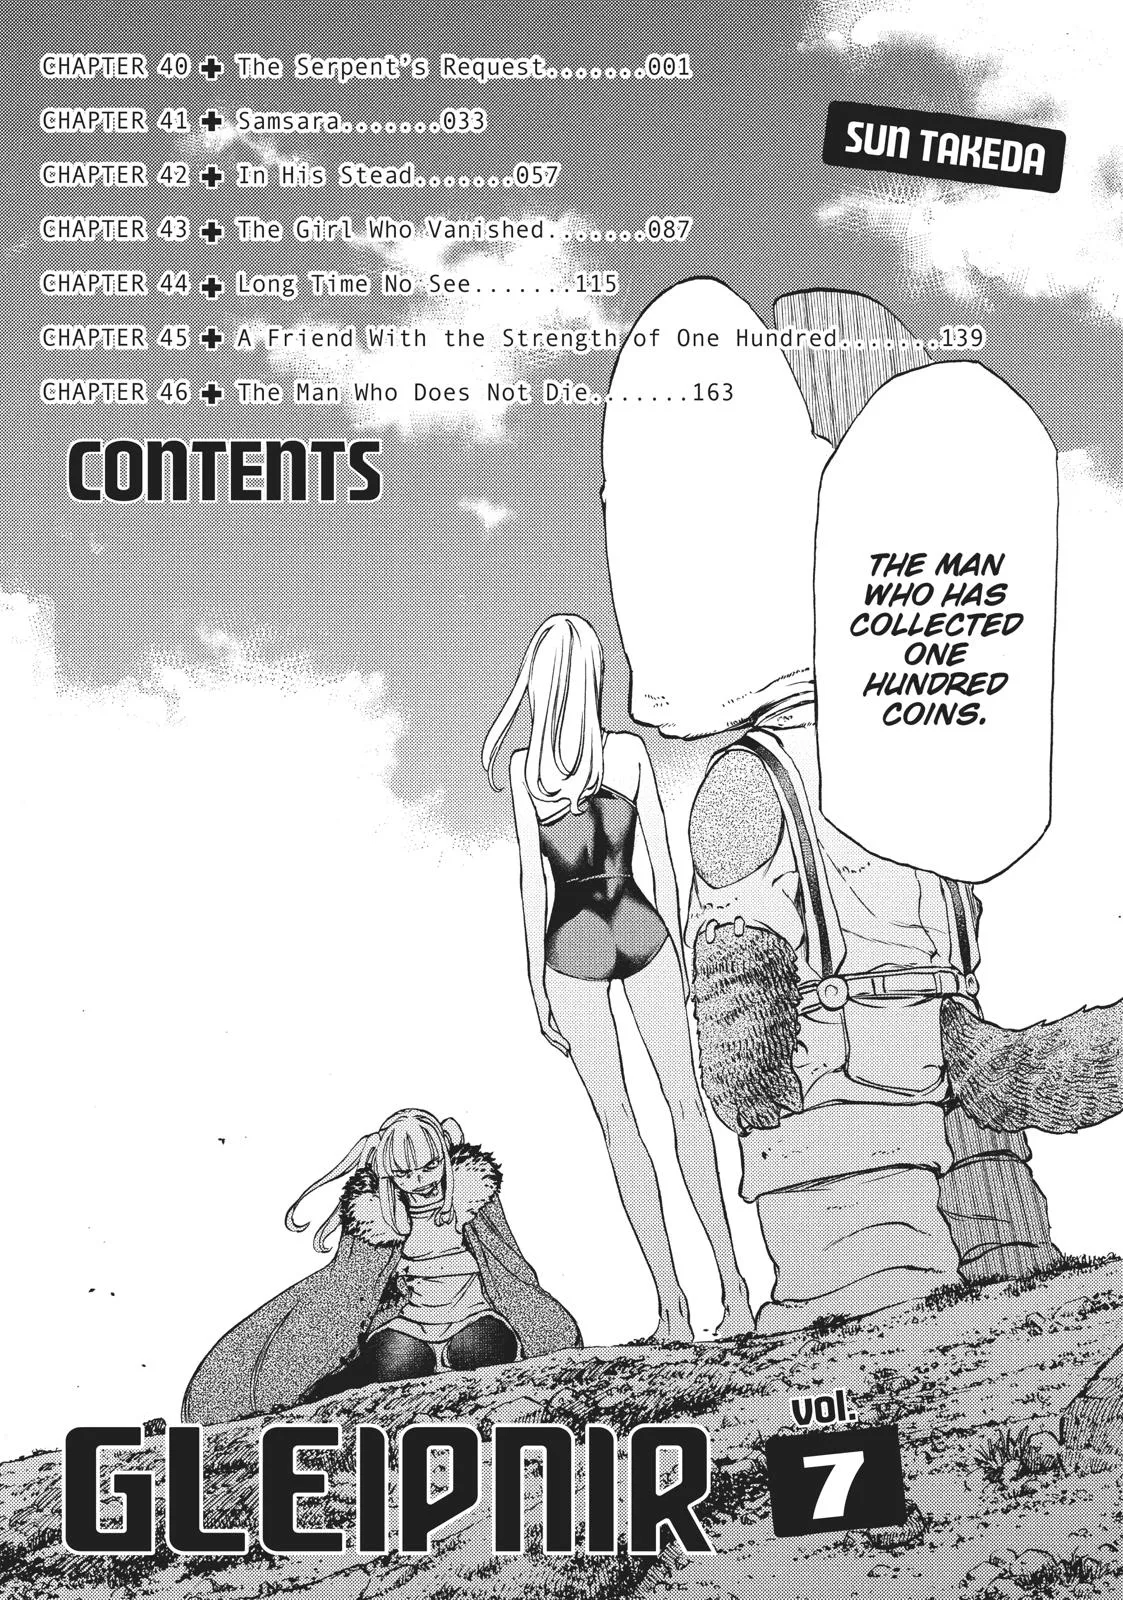 CHAPTER 40 ✚ The Serpent's Request.......001
CHAPTER 41 ✚ Samsara.......033
CHAPTER 42 ✚ In His Stead.......057
CHAPTER 43 ✚ The Girl Who Vanished.......087
CHAPTER 44 ✚ Long Time No See.......115
CHAPTER 45 ✚ A Friend With the Strength of One Hundred.......139
CHAPTER 46 ✚ The Man Who Does Not Die.......163
CONTENTS
SUN TAKEDA
THE MAN
WHO HAS
COLLECTED
ONE
HUNDRED
COINS.
GLEIPNIR
vol.
7